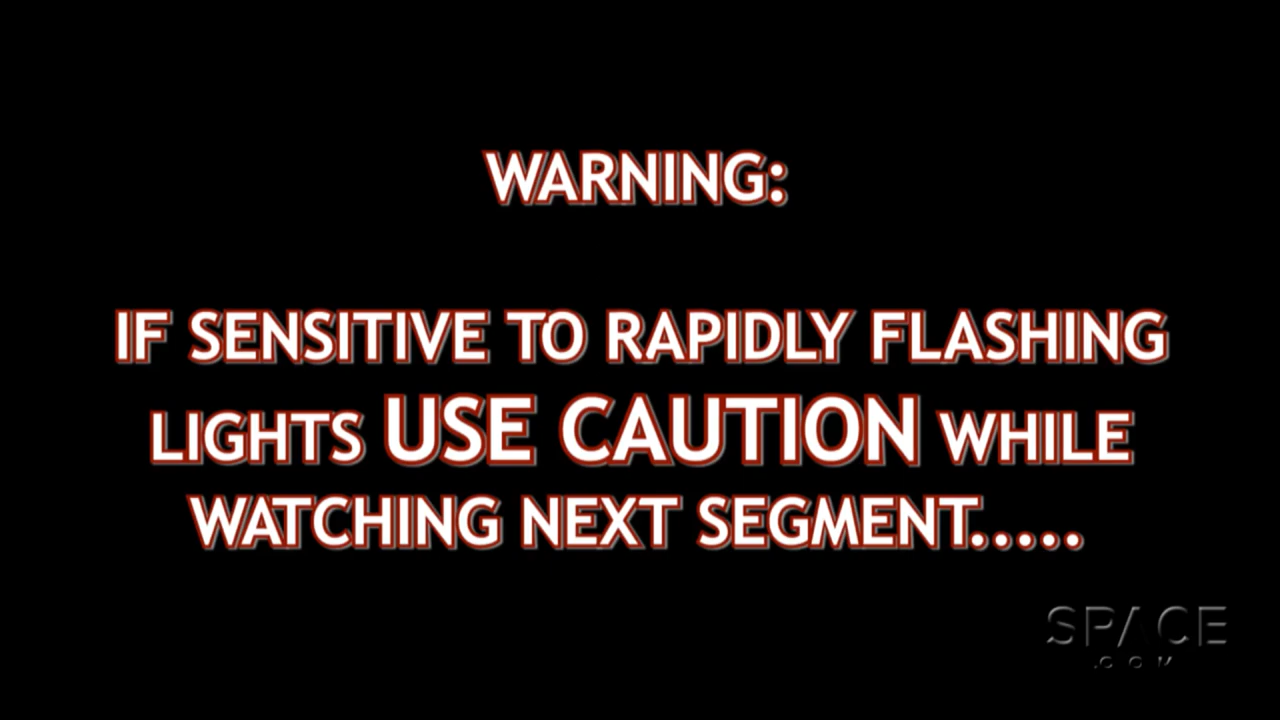 WARNING:
IF SENSITIVE TO RAPIDLY FLASHING
LIGHTS USE CAUTION WHILE
WATCHING NEXT SEGMENT.....
SPACE
.COM